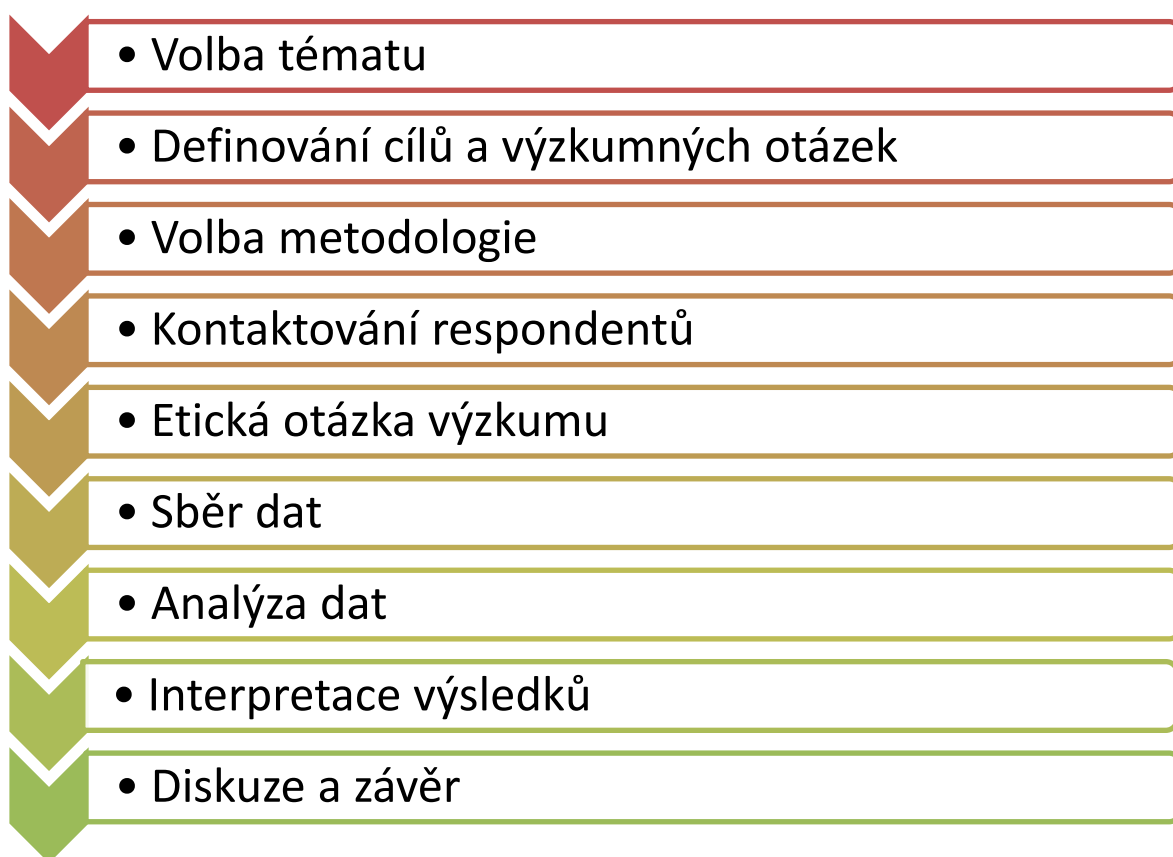 • Volba tématu
• Definování cílů a výzkumných otázek
• Volba metodologie
• Kontaktování respondentů
• Etická otázka výzkumu
• Sběr dat
• Analýza dat
• Interpretace výsledků
• Diskuze a závěr